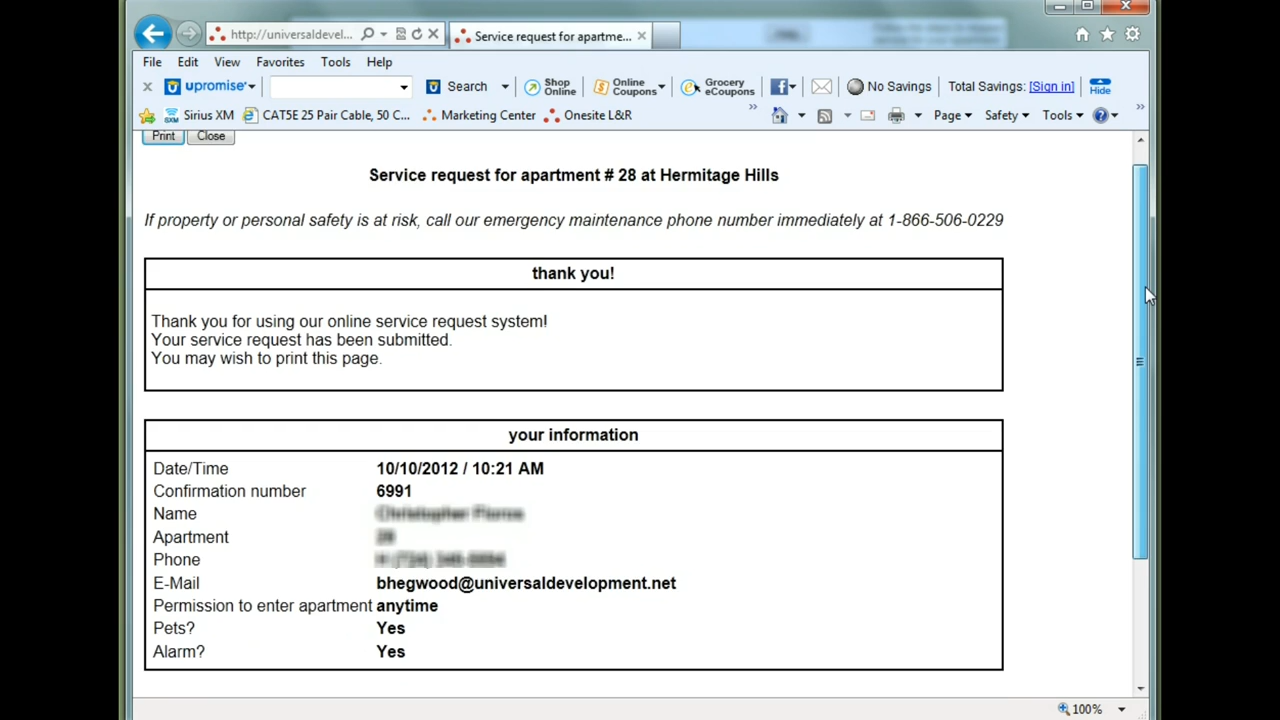 http://universaldevel...
Service request for apartme...
File Edit View Favorites Tools Help
upromise Search Shop Online Online Coupons Grocery eCoupons No Savings Total Savings: [Sign in] Hide
Sirius XM CAT5E 25 Pair Cable, 50 C... Marketing Center Onesite L&R Page Safety Tools
Print Close
Service request for apartment # 28 at Hermitage Hills
If property or personal safety is at risk, call our emergency maintenance phone number immediately at 1-866-506-0229
thank you!
Thank you for using our online service request system!
Your service request has been submitted.
You may wish to print this page.
your information
Date/Time 10/10/2012 / 10:21 AM
Confirmation number 6991
Name
Apartment
Phone
E-Mail bhegwood@universaldevelopment.net
Permission to enter apartment anytime
Pets? Yes
Alarm? Yes
100%